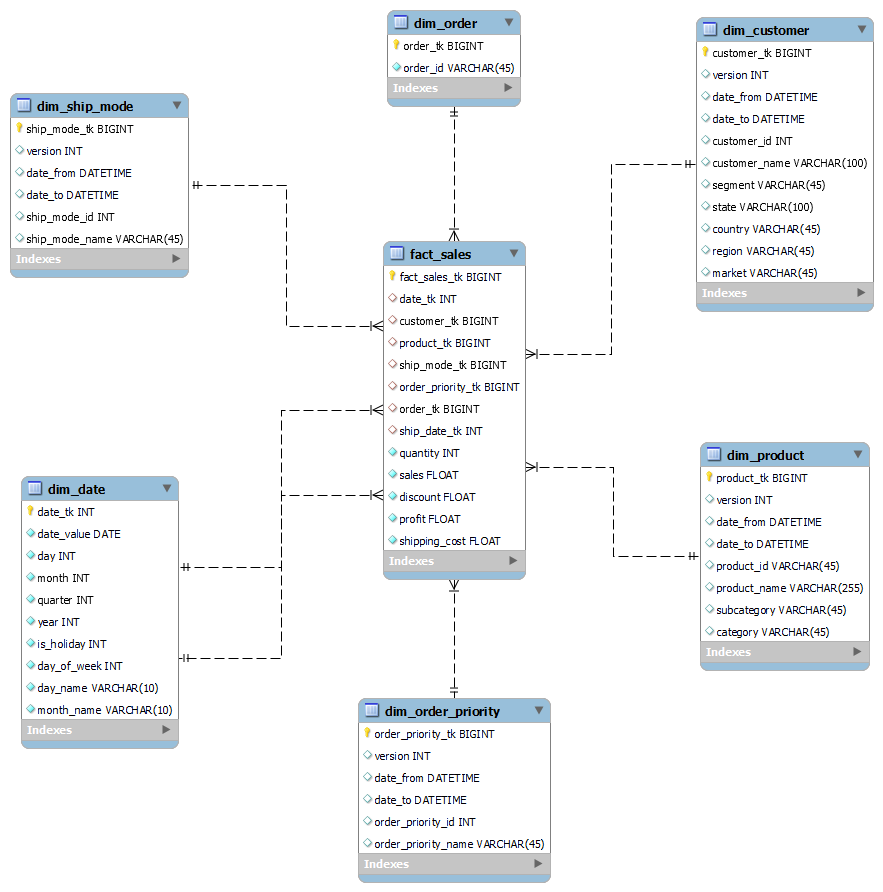 dim_order
order_tk BIGINT
order_id VARCHAR(45)
Indexes
dim_customer
customer_tk BIGINT
version INT
date_from DATETIME
date_to DATETIME
customer_id INT
customer_name VARCHAR(100)
segment VARCHAR(45)
state VARCHAR(100)
country VARCHAR(45)
region VARCHAR(45)
market VARCHAR(45)
Indexes
dim_ship_mode
ship_mode_tk BIGINT
version INT
date_from DATETIME
date_to DATETIME
ship_mode_id INT
ship_mode_name VARCHAR(45)
Indexes
fact_sales
fact_sales_tk BIGINT
date_tk INT
customer_tk BIGINT
product_tk BIGINT
ship_mode_tk BIGINT
order_priority_tk BIGINT
order_tk BIGINT
ship_date_tk INT
quantity INT
sales FLOAT
discount FLOAT
profit FLOAT
shipping_cost FLOAT
Indexes
dim_product
product_tk BIGINT
version INT
date_from DATETIME
date_to DATETIME
product_id VARCHAR(45)
product_name VARCHAR(255)
subcategory VARCHAR(45)
category VARCHAR(45)
Indexes
dim_date
date_tk INT
date_value DATE
day INT
month INT
quarter INT
year INT
is_holiday INT
day_of_week INT
day_name VARCHAR(10)
month_name VARCHAR(10)
Indexes
dim_order_priority
order_priority_tk BIGINT
version INT
date_from DATETIME
date_to DATETIME
order_priority_id INT
order_priority_name VARCHAR(45)
Indexes